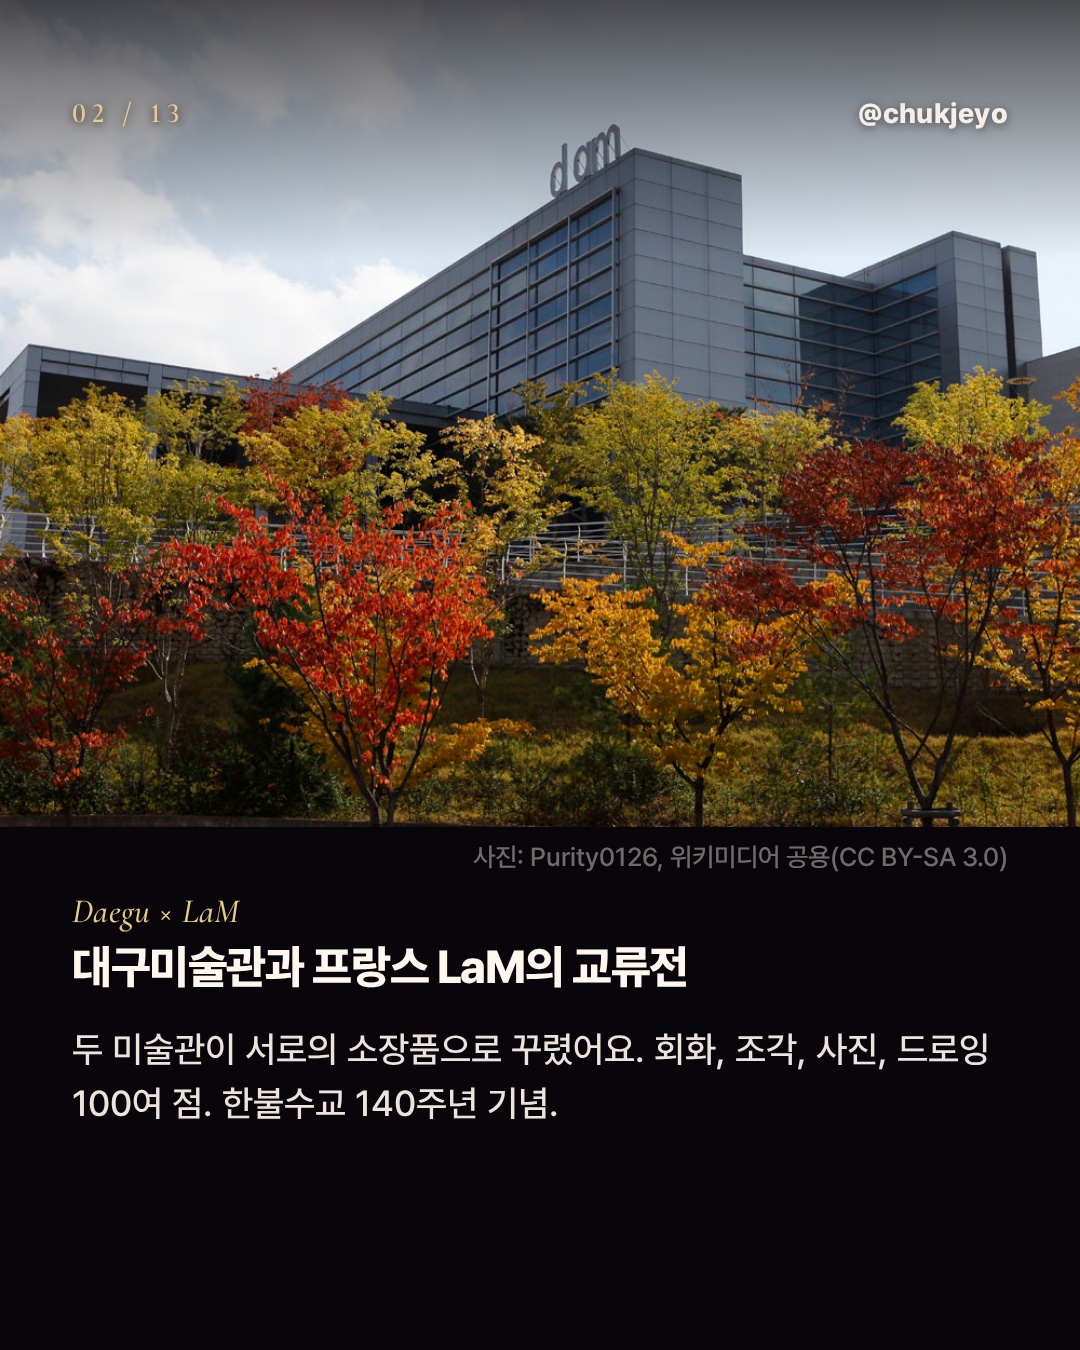 02 / 13
@chukjeyo
dam
사진: Purity0126, 위키미디어 공용(CC BY-SA 3.0)
Daegu × LaM
대구미술관과 프랑스 LaM의 교류전
두 미술관이 서로의 소장품으로 꾸렸어요. 회화, 조각, 사진, 드로잉
100여 점. 한불수교 140주년 기념.